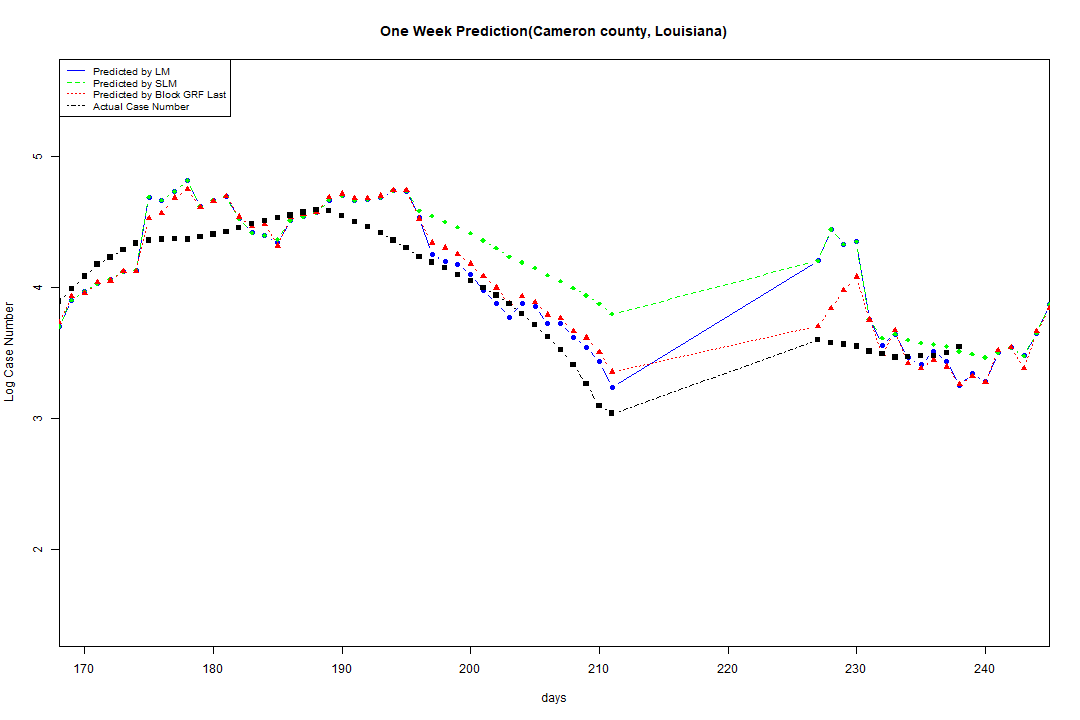 One Week Prediction(Cameron county, Louisiana)
Predicted by LM
Predicted by SLM
Predicted by Block GRF Last
Actual Case Number
5
4
3
2
Log Case Number
170 180 190 200 210 220 230 240
days